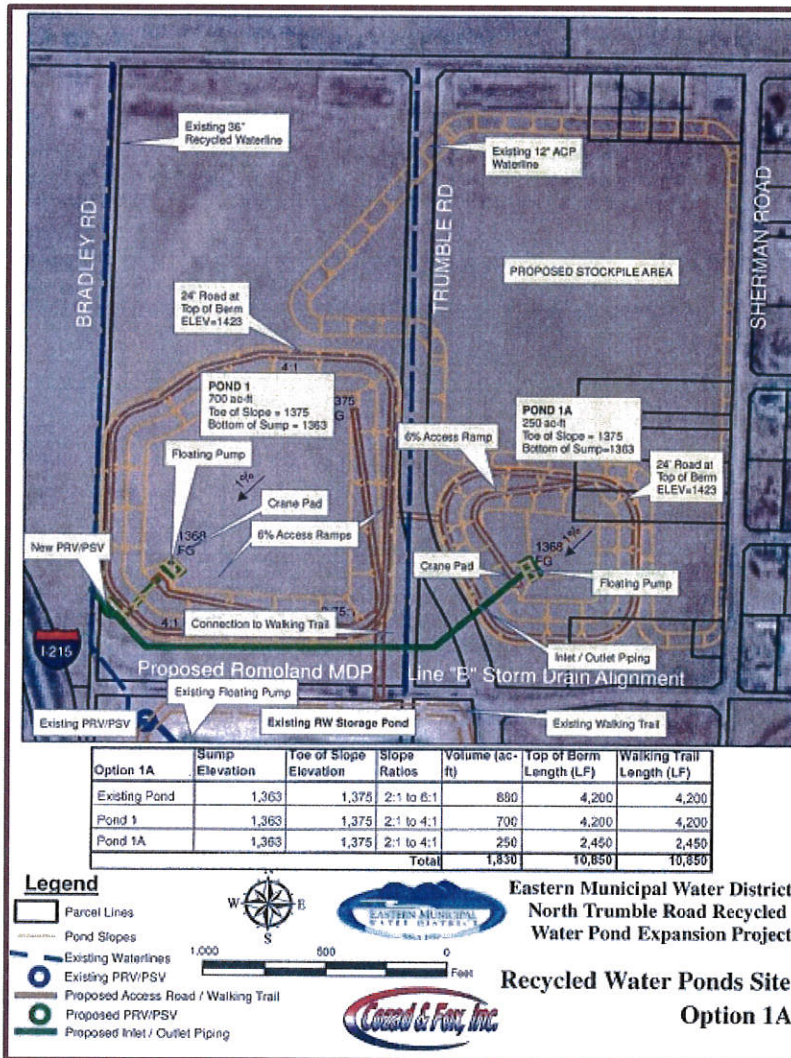 Existing 36"
Recycled Waterline
Existing 12" ACP
Waterline
BRADLEY RD
TRUMBLE RD
SHERMAN ROAD
PROPOSED STOCKPILE AREA
24' Road at
Top of Berm
ELEV=1423
4:1
POND 1
700 ac-ft
Toe of Slope = 1375
Bottom of Sump = 1363
1375
FG
POND 1A
250 ac-ft
Toe of Slope = 1375
Bottom of Sump=1363
6% Access Ramp
24' Road at
Top of Berm
ELEV=1423
Floating Pump
1%
Crane Pad
1368
FG
6% Access Ramps
New PRV/PSV
1%
1368
FG
Crane Pad
Floating Pump
4:1
Connection to Walking Trail
Inlet / Outlet Piping
I-215
Proposed Romoland MDP Line "B" Storm Drain Alignment
Existing Floating Pump
Existing PRV/PSV
Existing RW Storage Pond
Existing Walking Trail
Option 1A Sump Elevation Toe of Slope Elevation Slope Ratios Volume (ac-ft) Top of Berm Length (LF) Walking Trail Length (LF)
Existing Pond 1,363 1,375 2:1 to 6:1 880 4,200 4,200
Pond 1 1,363 1,375 2:1 to 4:1 700 4,200 4,200
Pond 1A 1,363 1,375 2:1 to 4:1 250 2,450 2,450
Total 1,830 10,850 10,850
Legend
Parcel Lines
Pond Slopes
Existing Waterlines
Existing PRV/PSV
Proposed Access Road / Walking Trail
Proposed PRV/PSV
Proposed Inlet / Outlet Piping
N
W E
S
1,000 500 0
Feet
EASTERN MUNICIPAL
WATER DISTRICT
Cozad & Fox, Inc.
Eastern Municipal Water District
North Trumble Road Recycled
Water Pond Expansion Project
Recycled Water Ponds Site
Option 1A